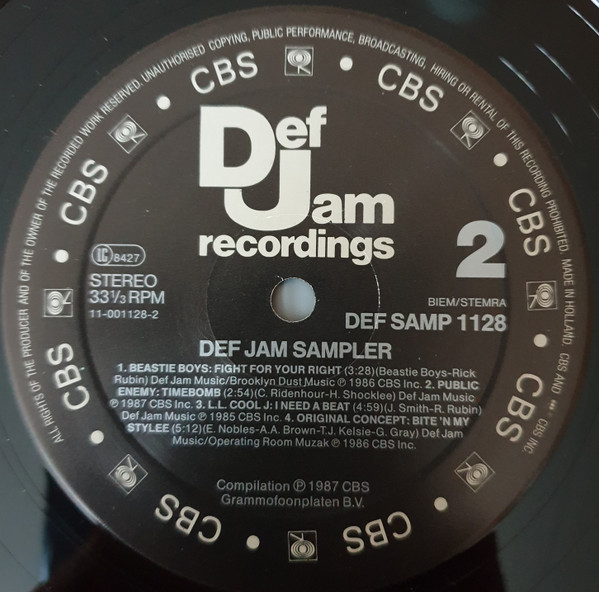 ALL RIGHTS OF THE PRODUCER AND OF THE OWNER OF THE RECORDED WORK RESERVED. UNAUTHORISED COPYING, PUBLIC PERFORMANCE, BROADCASTING, HIRING OR RENTAL OF THIS RECORDING PROHIBITED. MADE IN HOLLAND. CBS AND CBS INC.
CBS
CBS
CBS
CBS
CBS
CBS
CBS
CBS
Def
Jam
recordings
LC 8427
STEREO
33⅓ RPM
11-001128-2
2
BIEM/STEMRA
DEF SAMP 1128
DEF JAM SAMPLER
1. BEASTIE BOYS: FIGHT FOR YOUR RIGHT (3:28)(Beastie Boys-Rick
Rubin) Def Jam Music/Brooklyn Dust Music ℗ 1986 CBS Inc. 2. PUBLIC
ENEMY: TIMEBOMB (2:54)(C. Ridenhour-H. Shocklee) Def Jam Music
℗ 1987 CBS Inc. 3. L.L. COOL J: I NEED A BEAT (4:59)(J. Smith-R. Rubin)
Def Jam Music ℗ 1985 CBS Inc. 4. ORIGINAL CONCEPT: BITE 'N MY
STYLEE (5:12)(E. Nobles-A.A. Brown-T.J. Kelsie-G. Gray) Def Jam
Music/Operating Room Muzak ℗ 1986 CBS Inc.
Compilation ℗ 1987 CBS
Grammofoonplaten B.V.